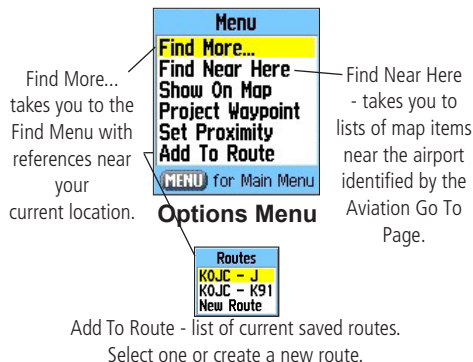 Menu
Find More...
Find Near Here
Show On Map
Project Waypoint
Set Proximity
Add To Route
MENU for Main Menu
Options Menu
Find More...
takes you to the
Find Menu with
references near
your
current location.
Find Near Here
- takes you to
lists of map items
near the airport
identified by the
Aviation Go To
Page.
Routes
KOJC - J
KOJC - K91
New Route
Add To Route - list of current saved routes.
Select one or create a new route.